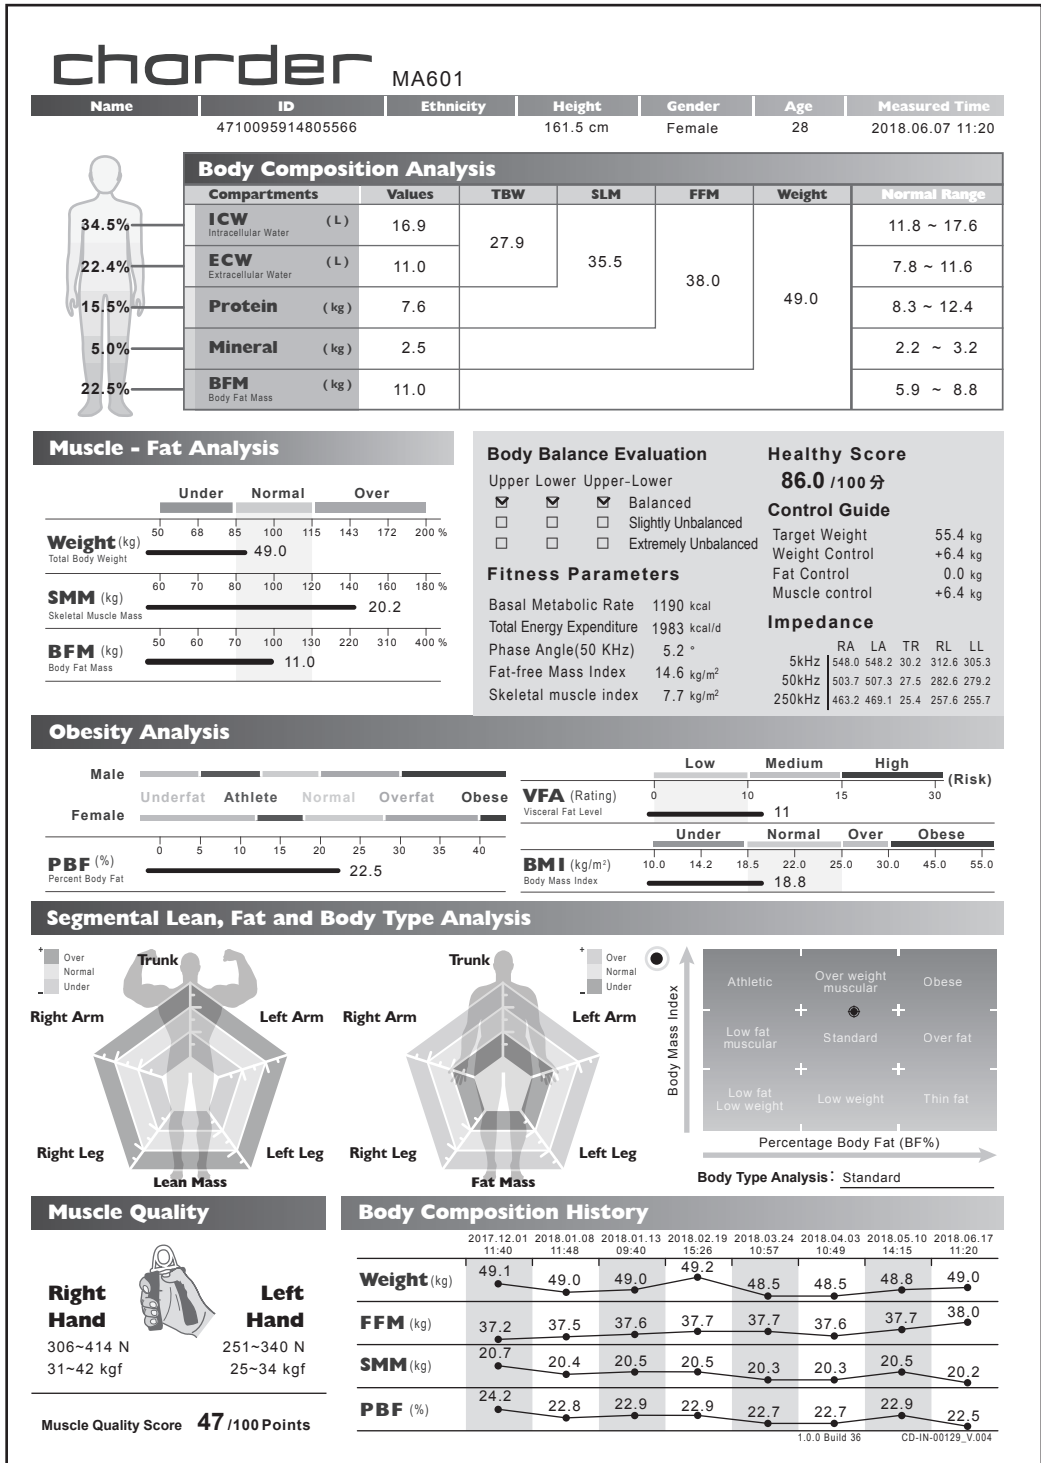 charder MA601
Name ID Ethnicity Height Gender Age Measured Time
4710095914805566 161.5 cm Female 28 2018.06.07 11:20
Body Composition Analysis
Compartments Values TBW SLM FFM Weight Normal Range
34.5% ICW (L) 16.9 27.9 35.5 38.0 49.0 11.8 ~ 17.6
Intracellular Water
22.4% ECW (L) 11.0 7.8 ~ 11.6
Extracellular Water
15.5% Protein (kg) 7.6 8.3 ~ 12.4
5.0% Mineral (kg) 2.5 2.2 ~ 3.2
22.5% BFM (kg) 11.0 5.9 ~ 8.8
Body Fat Mass
Muscle - Fat Analysis
Under Normal Over
50 68 85 100 115 143 172 200 %
Weight (kg) 49.0
Total Body Weight
60 70 80 100 120 140 160 180 %
SMM (kg) 20.2
Skeletal Muscle Mass
50 60 70 100 130 220 310 400 %
BFM (kg) 11.0
Body Fat Mass
Body Balance Evaluation
Upper Lower Upper-Lower
Balanced
Slightly Unbalanced
Extremely Unbalanced
Fitness Parameters
Basal Metabolic Rate 1190 kcal
Total Energy Expenditure 1983 kcal/d
Phase Angle(50 KHz) 5.2 °
Fat-free Mass Index 14.6 kg/m²
Skeletal muscle index 7.7 kg/m²
Healthy Score
86.0 /100 分
Control Guide
Target Weight 55.4 kg
Weight Control +6.4 kg
Fat Control 0.0 kg
Muscle control +6.4 kg
Impedance
RA LA TR RL LL
5kHz 548.0 548.2 30.2 312.6 305.3
50kHz 503.7 507.3 27.5 282.6 279.2
250kHz 463.2 469.1 25.4 257.6 255.7
Obesity Analysis
Male
Underfat Athlete Normal Overfat Obese
Female
0 5 10 15 20 25 30 35 40
PBF (%) 22.5
Percent Body Fat
Low Medium High
(Risk)
0 10 15 30
VFA (Rating) 11
Visceral Fat Level
Under Normal Over Obese
10.0 14.2 18.5 22.0 25.0 30.0 45.0 55.0
BMI (kg/m²) 18.8
Body Mass Index
Segmental Lean, Fat and Body Type Analysis
+ Over
Normal
- Under
Trunk
Right Arm Left Arm
Right Leg Left Leg
Lean Mass
Trunk
+ Over
Normal
- Under
Right Arm Left Arm
Right Leg Left Leg
Fat Mass
Body Mass Index
Athletic Over weight muscular Obese
Low fat muscular Standard Over fat
Low fat Low weight Low weight Thin fat
Percentage Body Fat (BF%)
Body Type Analysis: Standard
Muscle Quality
Right Hand
306~414 N
31~42 kgf
Left Hand
251~340 N
25~34 kgf
Muscle Quality Score 47 /100 Points
Body Composition History
2017.12.01 2018.01.08 2018.01.13 2018.02.19 2018.03.24 2018.04.03 2018.05.10 2018.06.17
11:40 11:48 09:40 15:26 10:57 10:49 14:15 11:20
Weight (kg) 49.1 49.0 49.0 49.2 48.5 48.5 48.8 49.0
FFM (kg) 37.2 37.5 37.6 37.7 37.7 37.6 37.7 38.0
SMM (kg) 20.7 20.4 20.5 20.5 20.3 20.3 20.5 20.2
PBF (%) 24.2 22.8 22.9 22.9 22.7 22.7 22.9 22.5
1.0.0 Build 36 CD-IN-00129_V.004